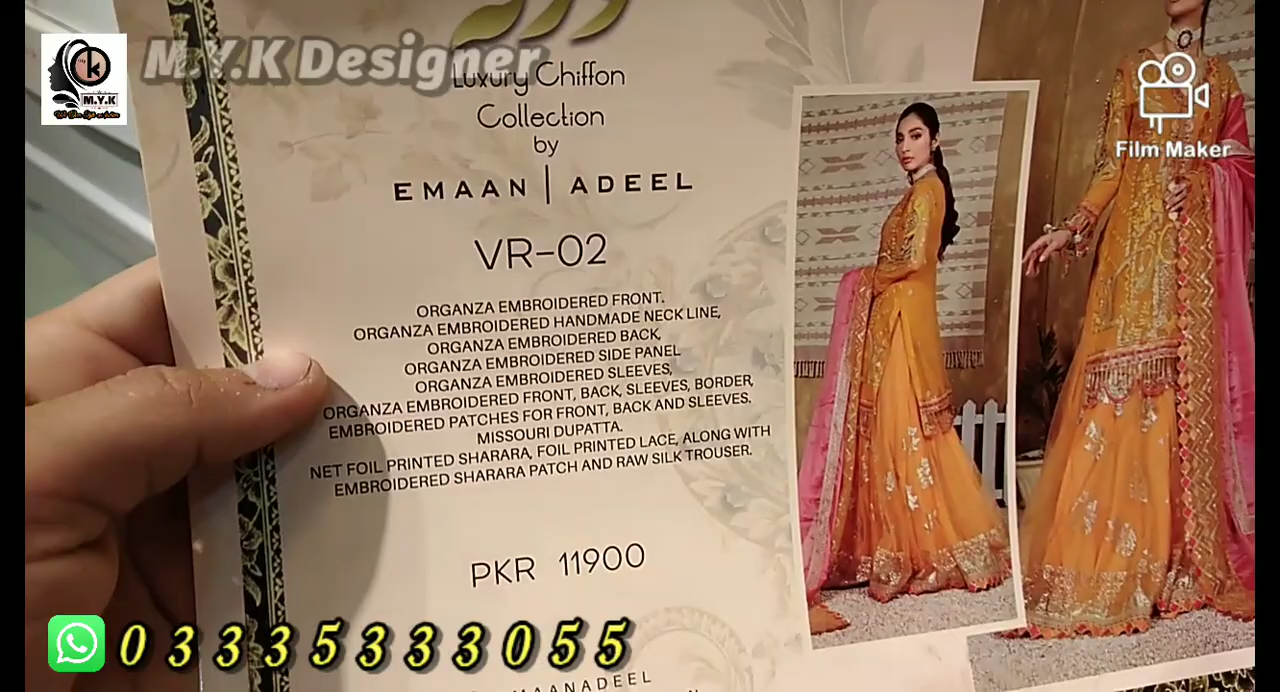 M.Y.K Designer
M.Y.K
Film Maker
Luxury Chiffon
Collection
by
EMAAN | ADEEL
VR-02
ORGANZA EMBROIDERED FRONT.
ORGANZA EMBROIDERED HANDMADE NECK LINE,
ORGANZA EMBROIDERED BACK,
ORGANZA EMBROIDERED SIDE PANEL
ORGANZA EMBROIDERED SLEEVES,
ORGANZA EMBROIDERED FRONT, BACK, SLEEVES, BORDER,
EMBROIDERED PATCHES FOR FRONT, BACK AND SLEEVES.
MISSOURI DUPATTA.
NET FOIL PRINTED SHARARA, FOIL PRINTED LACE, ALONG WITH
EMBROIDERED SHARARA PATCH AND RAW SILK TROUSER.
PKR 11900
03335333055
MAANADEEL